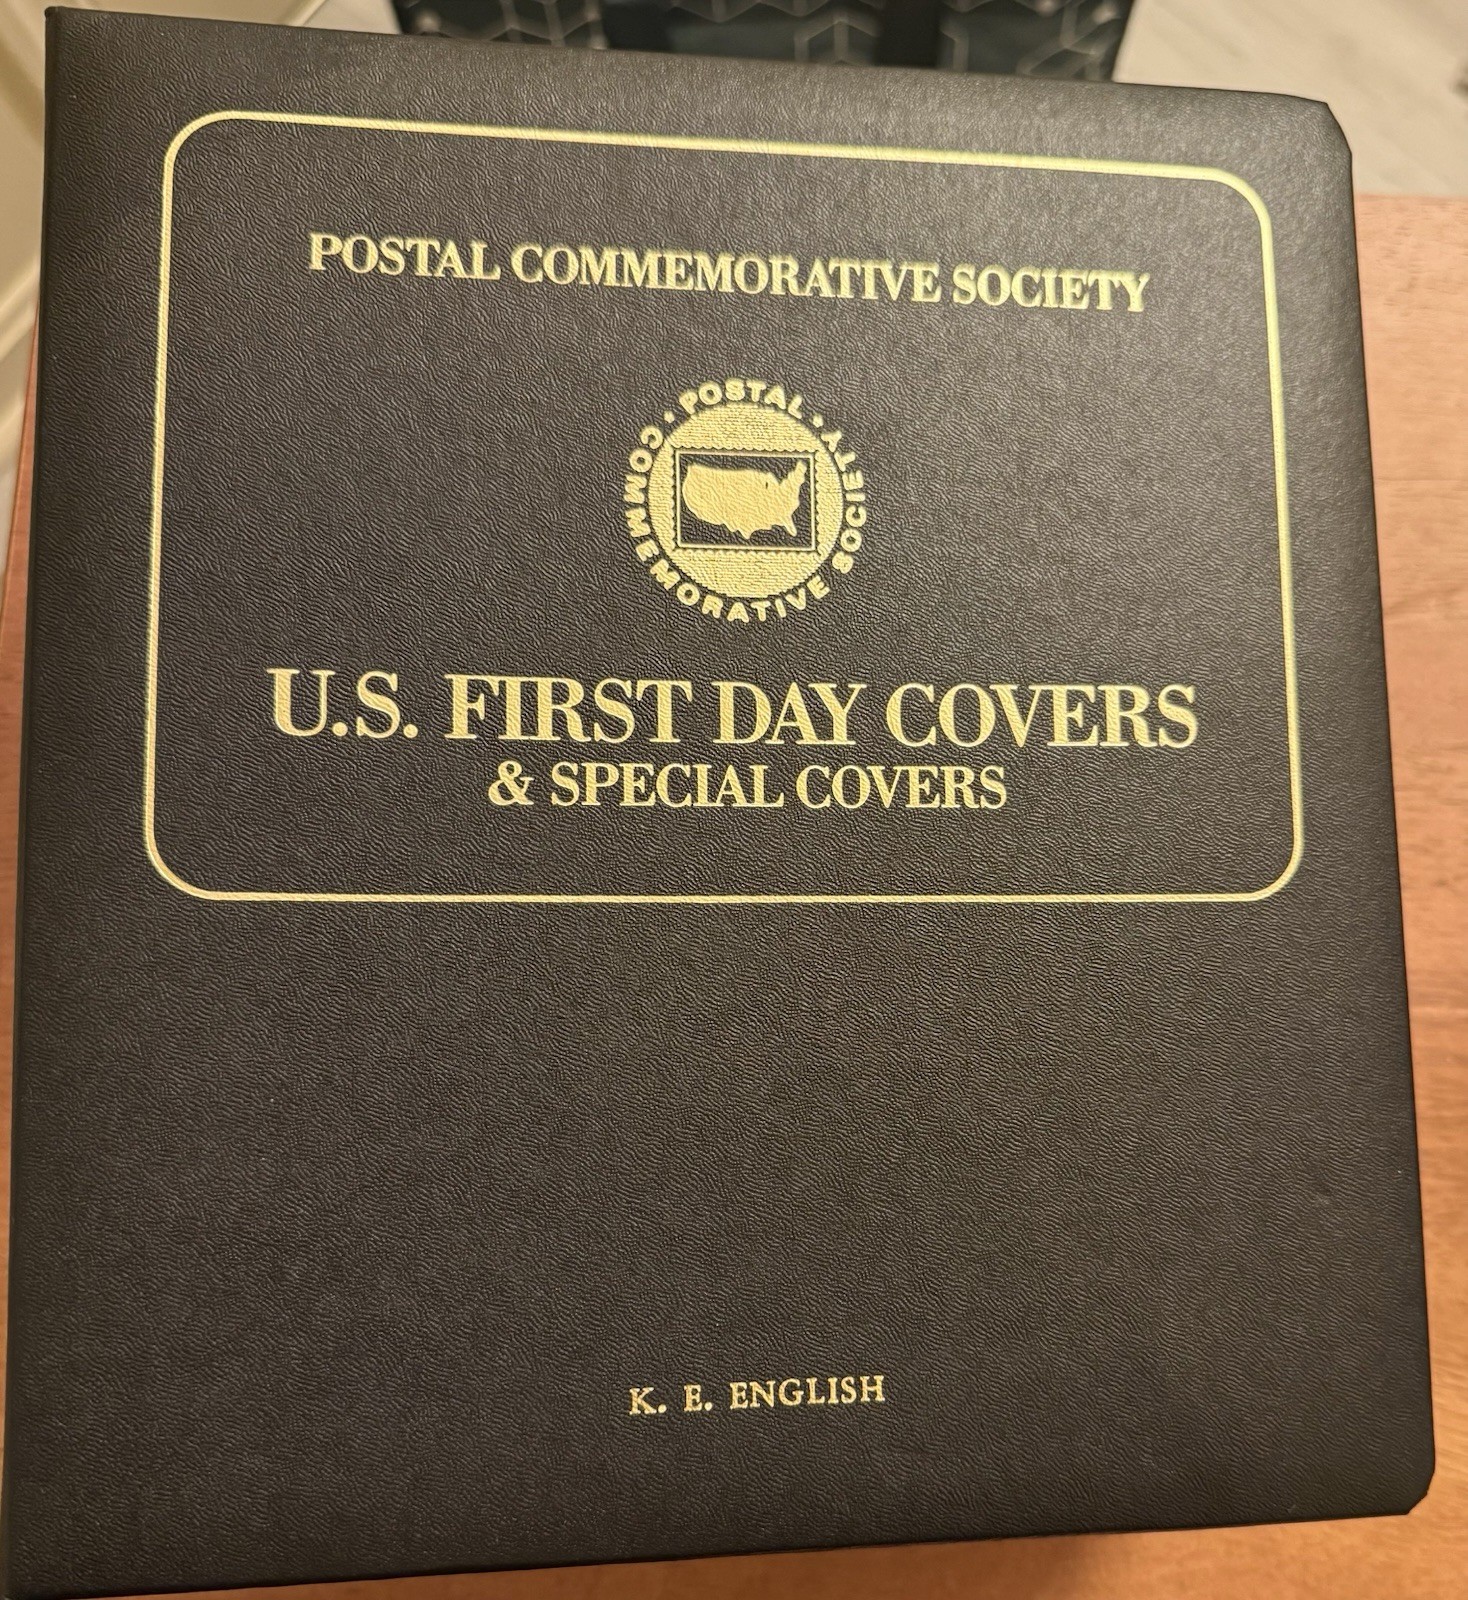 POSTAL COMMEMORATIVE SOCIETY
• POSTAL • COMMEMORATIVE SOCIETY
U.S. FIRST DAY COVERS
& SPECIAL COVERS
K. E. ENGLISH